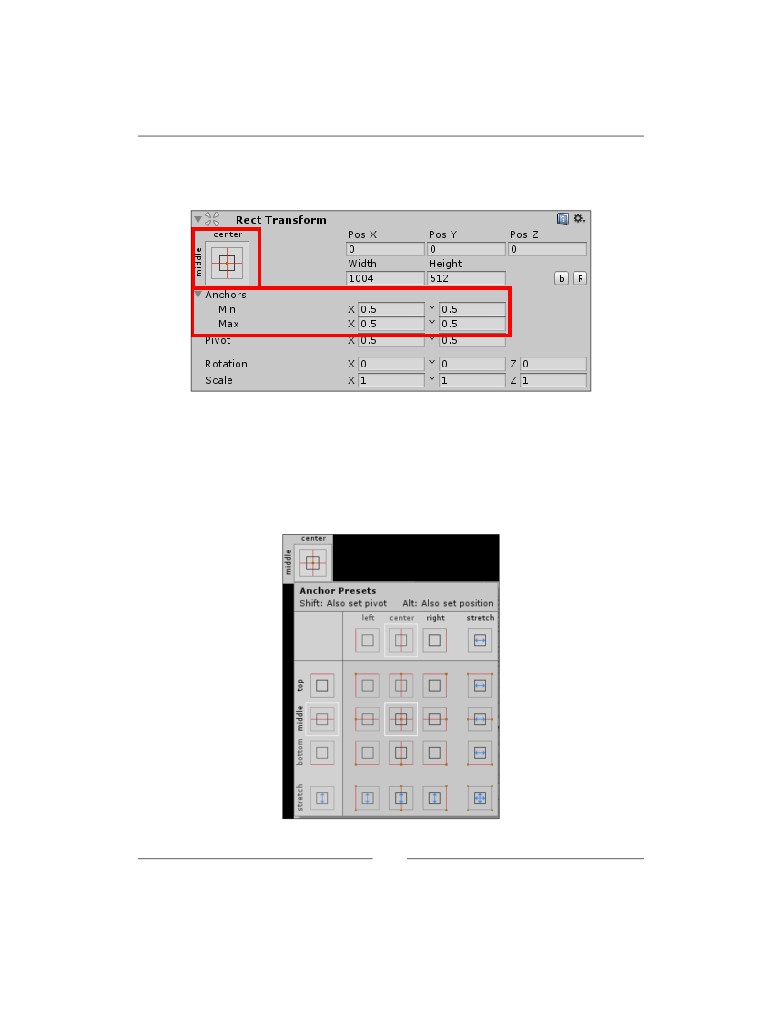 Rect Transform
center
middle
Pos X Pos Y Pos Z
0 0 0
Width Height
1004 512
b R
Anchors
Min X 0.5 Y 0.5
Max X 0.5 Y 0.5
Pivot X 0.5 Y 0.5
Rotation X 0 Y 0 Z 0
Scale X 1 Y 1 Z 1
center
middle
Anchor Presets
Shift: Also set pivot Alt: Also set position
left center right stretch
top
middle
bottom
stretch